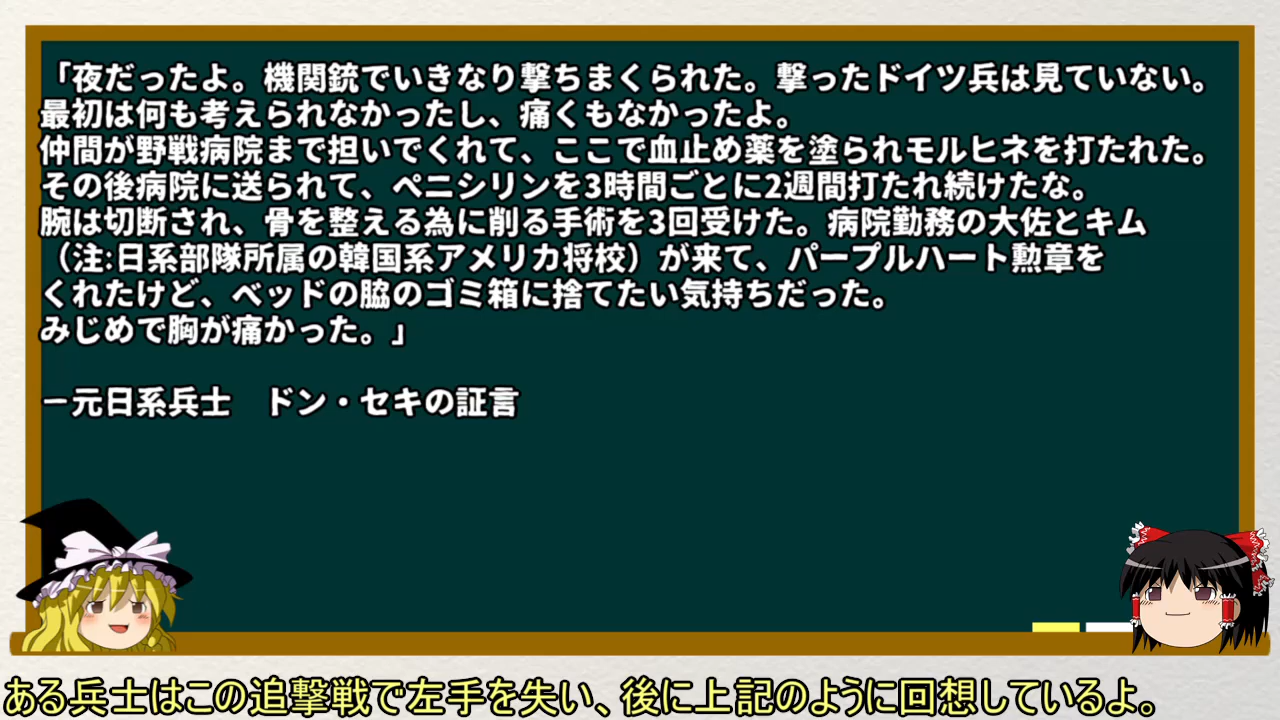 「夜だったよ。機関銃でいきなり撃ちまくられた。撃ったドイツ兵は見ていない。
最初は何も考えられなかったし、痛くもなかったよ。
仲間が野戦病院まで担いでくれて、ここで血止め薬を塗られモルヒネを打たれた。
その後病院に送られて、ペニシリンを3時間ごとに2週間打たれ続けたな。
腕は切断され、骨を整える為に削る手術を3回受けた。病院勤務の大佐とキム
（注:日系部隊所属の韓国系アメリカ将校）が来て、パープルハート勲章を
くれたけど、ベッドの脇のゴミ箱に捨てたい気持ちだった。
みじめで胸が痛かった。」
－元日系兵士　ドン・セキの証言
ある兵士はこの追撃戦で左手を失い、後に上記のように回想しているよ。